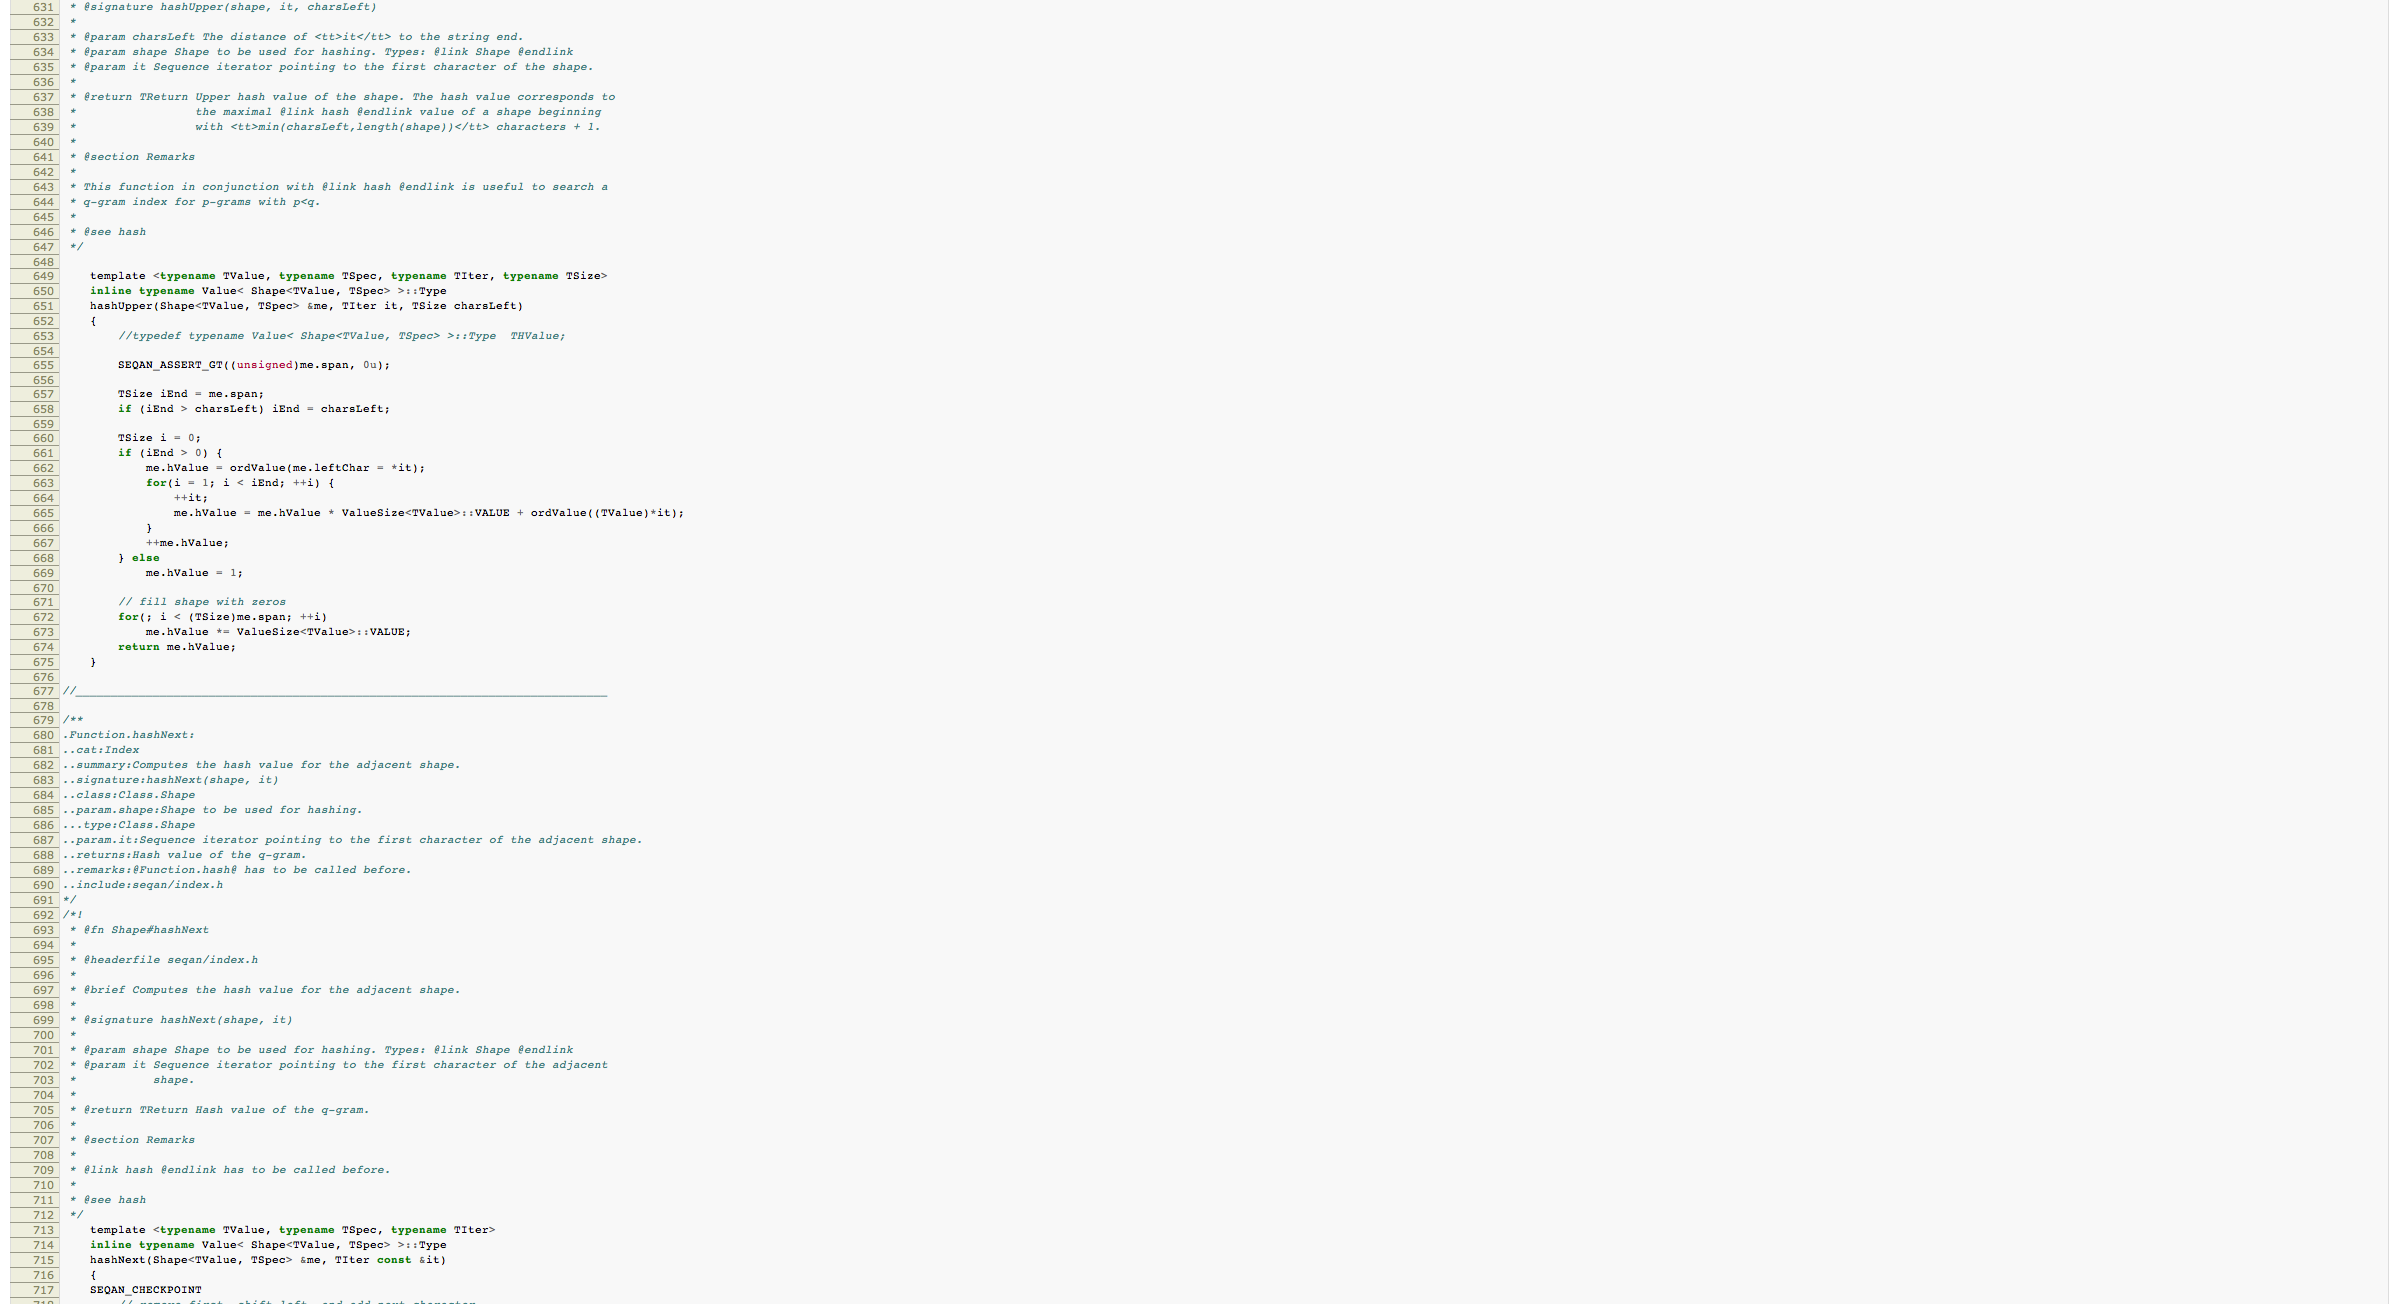 631 * @signature hashUpper(shape, it, charsLeft)
632 *
633 * @param charsLeft The distance of <tt>it</tt> to the string end.
634 * @param shape Shape to be used for hashing. Types: @link Shape @endlink
635 * @param it Sequence iterator pointing to the first character of the shape.
636 *
637 * @return TReturn Upper hash value of the shape. The hash value corresponds to
638 *                 the maximal @link hash @endlink value of a shape beginning
639 *                 with <tt>min(charsLeft,length(shape))</tt> characters + 1.
640 *
641 * @section Remarks
642 *
643 * This function in conjunction with @link hash @endlink is useful to search a
644 * q-gram index for p-grams with p<q.
645 *
646 * @see hash
647 */
648
649    template <typename TValue, typename TSpec, typename TIter, typename TSize>
650    inline typename Value< Shape<TValue, TSpec> >::Type
651    hashUpper(Shape<TValue, TSpec> &me, TIter it, TSize charsLeft)
652    {
653        //typedef typename Value< Shape<TValue, TSpec> >::Type  THValue;
654
655        SEQAN_ASSERT_GT((unsigned)me.span, 0u);
656
657        TSize iEnd = me.span;
658        if (iEnd > charsLeft) iEnd = charsLeft;
659
660        TSize i = 0;
661        if (iEnd > 0) {
662            me.hValue = ordValue(me.leftChar = *it);
663            for(i = 1; i < iEnd; ++i) {
664                ++it;
665                me.hValue = me.hValue * ValueSize<TValue>::VALUE + ordValue((TValue)*it);
666            }
667            ++me.hValue;
668        } else
669            me.hValue = 1;
670
671        // fill shape with zeros
672        for(; i < (TSize)me.span; ++i)
673            me.hValue *= ValueSize<TValue>::VALUE;
674        return me.hValue;
675    }
676
677 //____________________________________________________________________________
678
679 /**
680 .Function.hashNext:
681 ..cat:Index
682 ..summary:Computes the hash value for the adjacent shape.
683 ..signature:hashNext(shape, it)
684 ..class:Class.Shape
685 ..param.shape:Shape to be used for hashing.
686 ...type:Class.Shape
687 ..param.it:Sequence iterator pointing to the first character of the adjacent shape.
688 ..returns:Hash value of the q-gram.
689 ..remarks:@Function.hash@ has to be called before.
690 ..include:seqan/index.h
691 */
692 /*!
693 * @fn Shape#hashNext
694 *
695 * @headerfile seqan/index.h
696 *
697 * @brief Computes the hash value for the adjacent shape.
698 *
699 * @signature hashNext(shape, it)
700 *
701 * @param shape Shape to be used for hashing. Types: @link Shape @endlink
702 * @param it Sequence iterator pointing to the first character of the adjacent
703 *           shape.
704 *
705 * @return TReturn Hash value of the q-gram.
706 *
707 * @section Remarks
708 *
709 * @link hash @endlink has to be called before.
710 *
711 * @see hash
712 */
713    template <typename TValue, typename TSpec, typename TIter>
714    inline typename Value< Shape<TValue, TSpec> >::Type
715    hashNext(Shape<TValue, TSpec> &me, TIter const &it)
716    {
717    SEQAN_CHECKPOINT
718        // remove first, shift left, and add next character